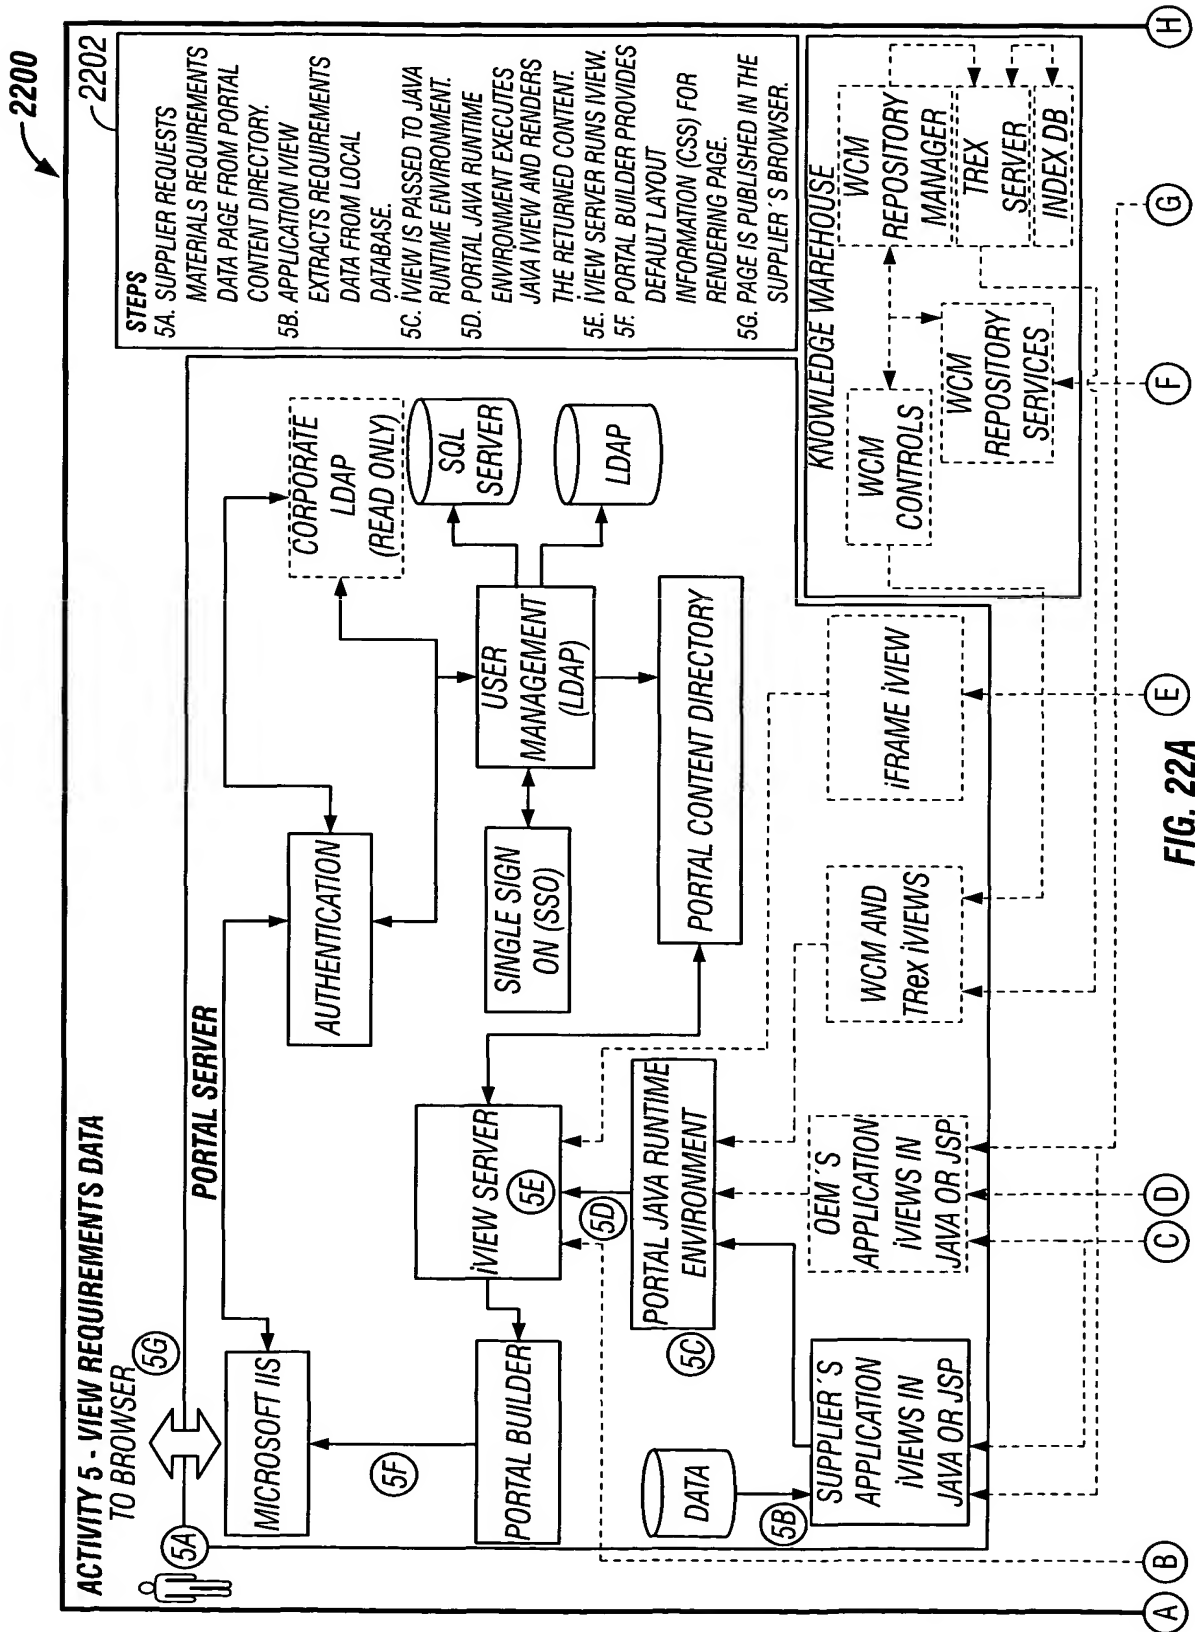 2200
ACTIVITY 5 - VIEW REQUIREMENTS DATA
TO BROWSER
5G
5A
PORTAL SERVER
MICROSOFT IIS
AUTHENTICATION
CORPORATE
LDAP
(READ ONLY)
5F
PORTAL BUILDER
iVIEW SERVER
5E
SINGLE SIGN
ON (SSO)
USER
MANAGEMENT
(LDAP)
SQL
SERVER
LDAP
5D
DATA
5B
5C
PORTAL JAVA RUNTIME
ENVIRONMENT
PORTAL CONTENT DIRECTORY
SUPPLIER´S
APPLICATION
iVIEWS IN
JAVA OR JSP
OEM´S
APPLICATION
iVIEWS IN
JAVA OR JSP
WCM AND
TRex iVIEWS
iFRAME iVIEW
2202
STEPS
5A. SUPPLIER REQUESTS
MATERIALS REQUIREMENTS
DATA PAGE FROM PORTAL
CONTENT DIRECTORY.
5B. APPLICATION iVIEW
EXTRACTS REQUIREMENTS
DATA FROM LOCAL
DATABASE.
5C. iVIEW IS PASSED TO JAVA
RUNTIME ENVIRONMENT.
5D. PORTAL JAVA RUNTIME
ENVIRONMENT EXECUTES
JAVA iVIEW AND RENDERS
THE RETURNED CONTENT.
5E. iVIEW SERVER RUNS iVIEW.
5F. PORTAL BUILDER PROVIDES
DEFAULT LAYOUT
INFORMATION (CSS) FOR
RENDERING PAGE.
5G. PAGE IS PUBLISHED IN THE
SUPPLIER´S BROWSER.
KNOWLEDGE WAREHOUSE
WCM
CONTROLS
WCM
REPOSITORY
MANAGER
WCM
REPOSITORY
SERVICES
TREX
SERVER
INDEX DB
A
B
C
D
E
F
G
H
FIG. 22A